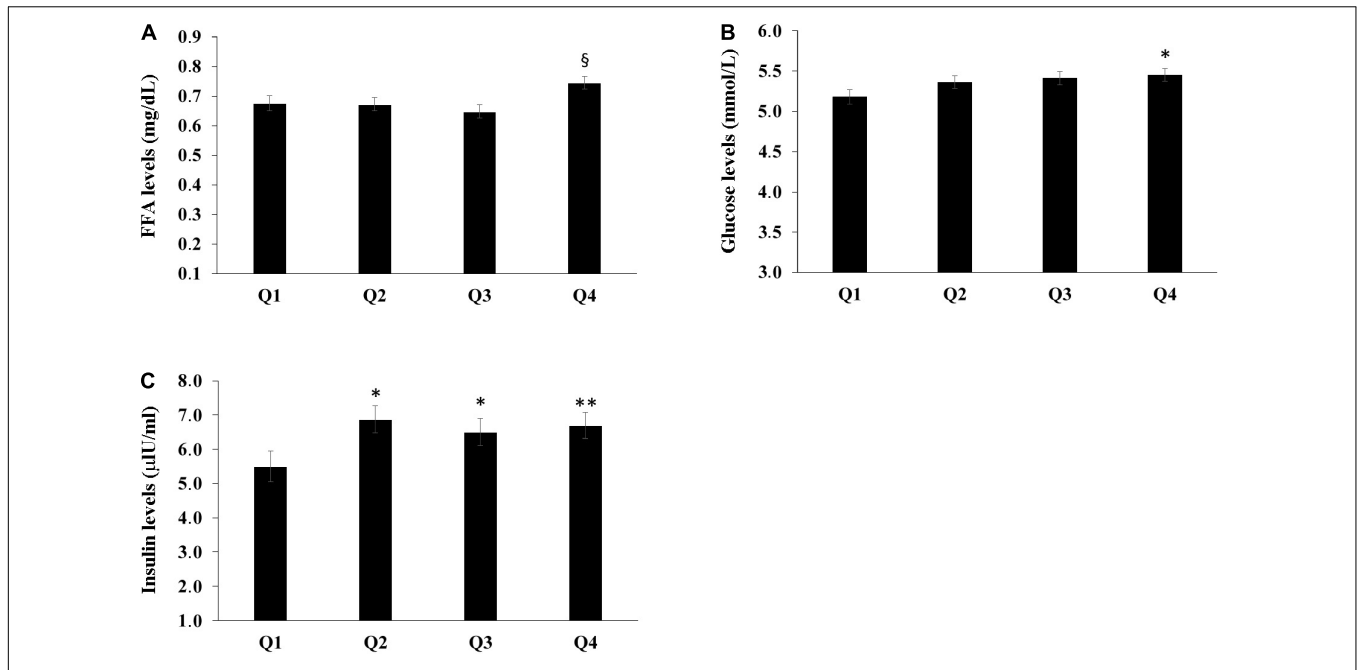 A
FFA levels (mg/dL)
0.9
0.8
0.7
0.6
0.5
0.4
0.3
0.2
0.1
§
Q1 Q2 Q3 Q4
B
Glucose levels (mmol/L)
6.0
5.5
5.0
4.5
4.0
3.5
3.0
*
Q1 Q2 Q3 Q4
C
Insulin levels (µIU/ml)
8.0
7.0
6.0
5.0
4.0
3.0
2.0
1.0
* * **
Q1 Q2 Q3 Q4